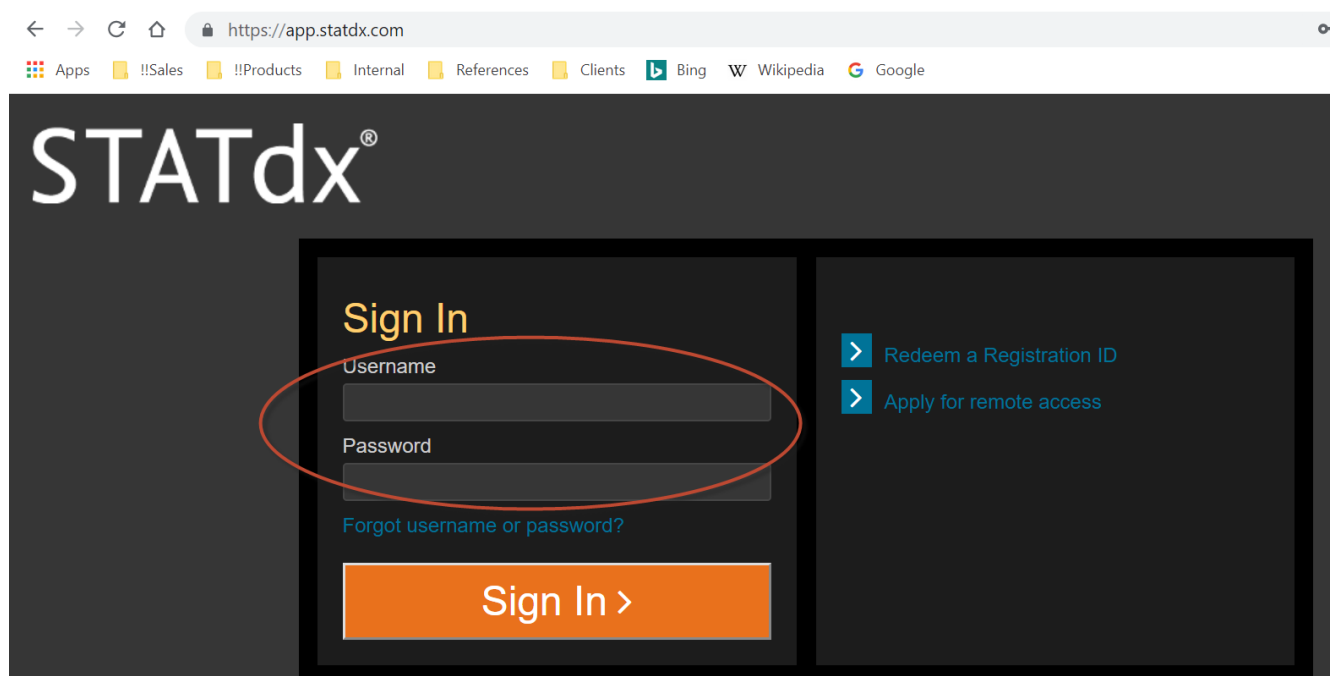 https://app.statdx.com
Apps !!Sales !!Products Internal References Clients Bing Wikipedia Google
STATdx®
Sign In
Username
Password
Forgot username or password?
Sign In
Redeem a Registration ID
Apply for remote access